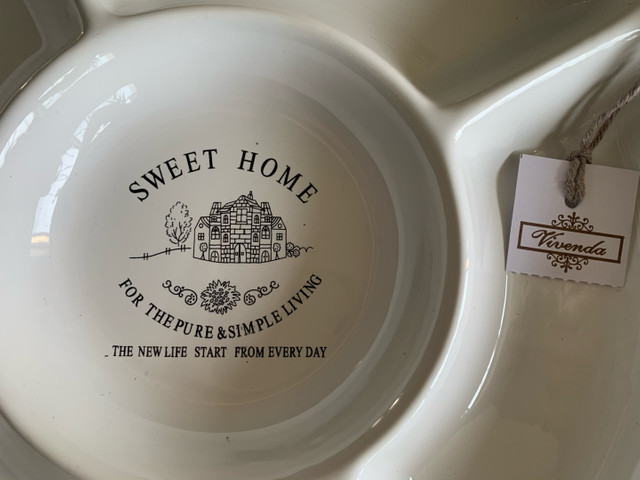 SWEET HOME
FOR THE PURE & SIMPLE LIVING
THE NEW LIFE START FROM EVERY DAY
Vivenda